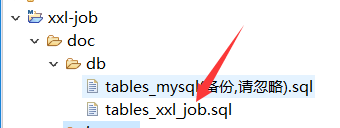 xxl-job
doc
db
tables_mysql(备份,请忽略).sql
tables_xxl_job.sql